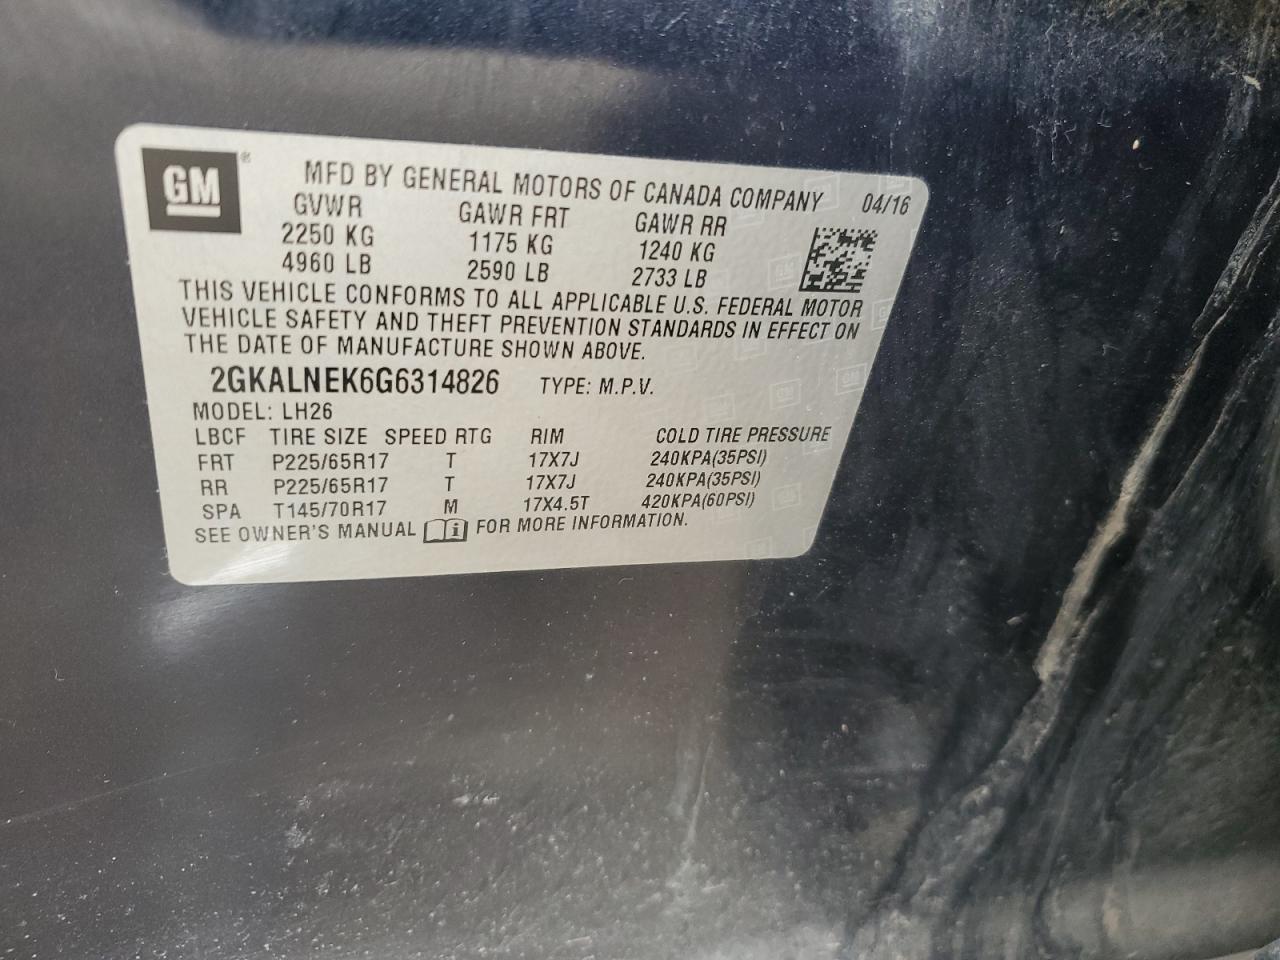 GM ®
MFD BY GENERAL MOTORS OF CANADA COMPANY 04/16
GVWR GAWR FRT GAWR RR
2250 KG 1175 KG 1240 KG
4960 LB 2590 LB 2733 LB
THIS VEHICLE CONFORMS TO ALL APPLICABLE U.S. FEDERAL MOTOR
VEHICLE SAFETY AND THEFT PREVENTION STANDARDS IN EFFECT ON
THE DATE OF MANUFACTURE SHOWN ABOVE.
2GKALNEK6G6314826 TYPE: M.P.V.
MODEL: LH26
LBCF TIRE SIZE SPEED RTG RIM COLD TIRE PRESSURE
FRT P225/65R17 T 17X7J 240KPA(35PSI)
RR P225/65R17 T 17X7J 240KPA(35PSI)
SPA T145/70R17 M 17X4.5T 420KPA(60PSI)
SEE OWNER'S MANUAL i FOR MORE INFORMATION.